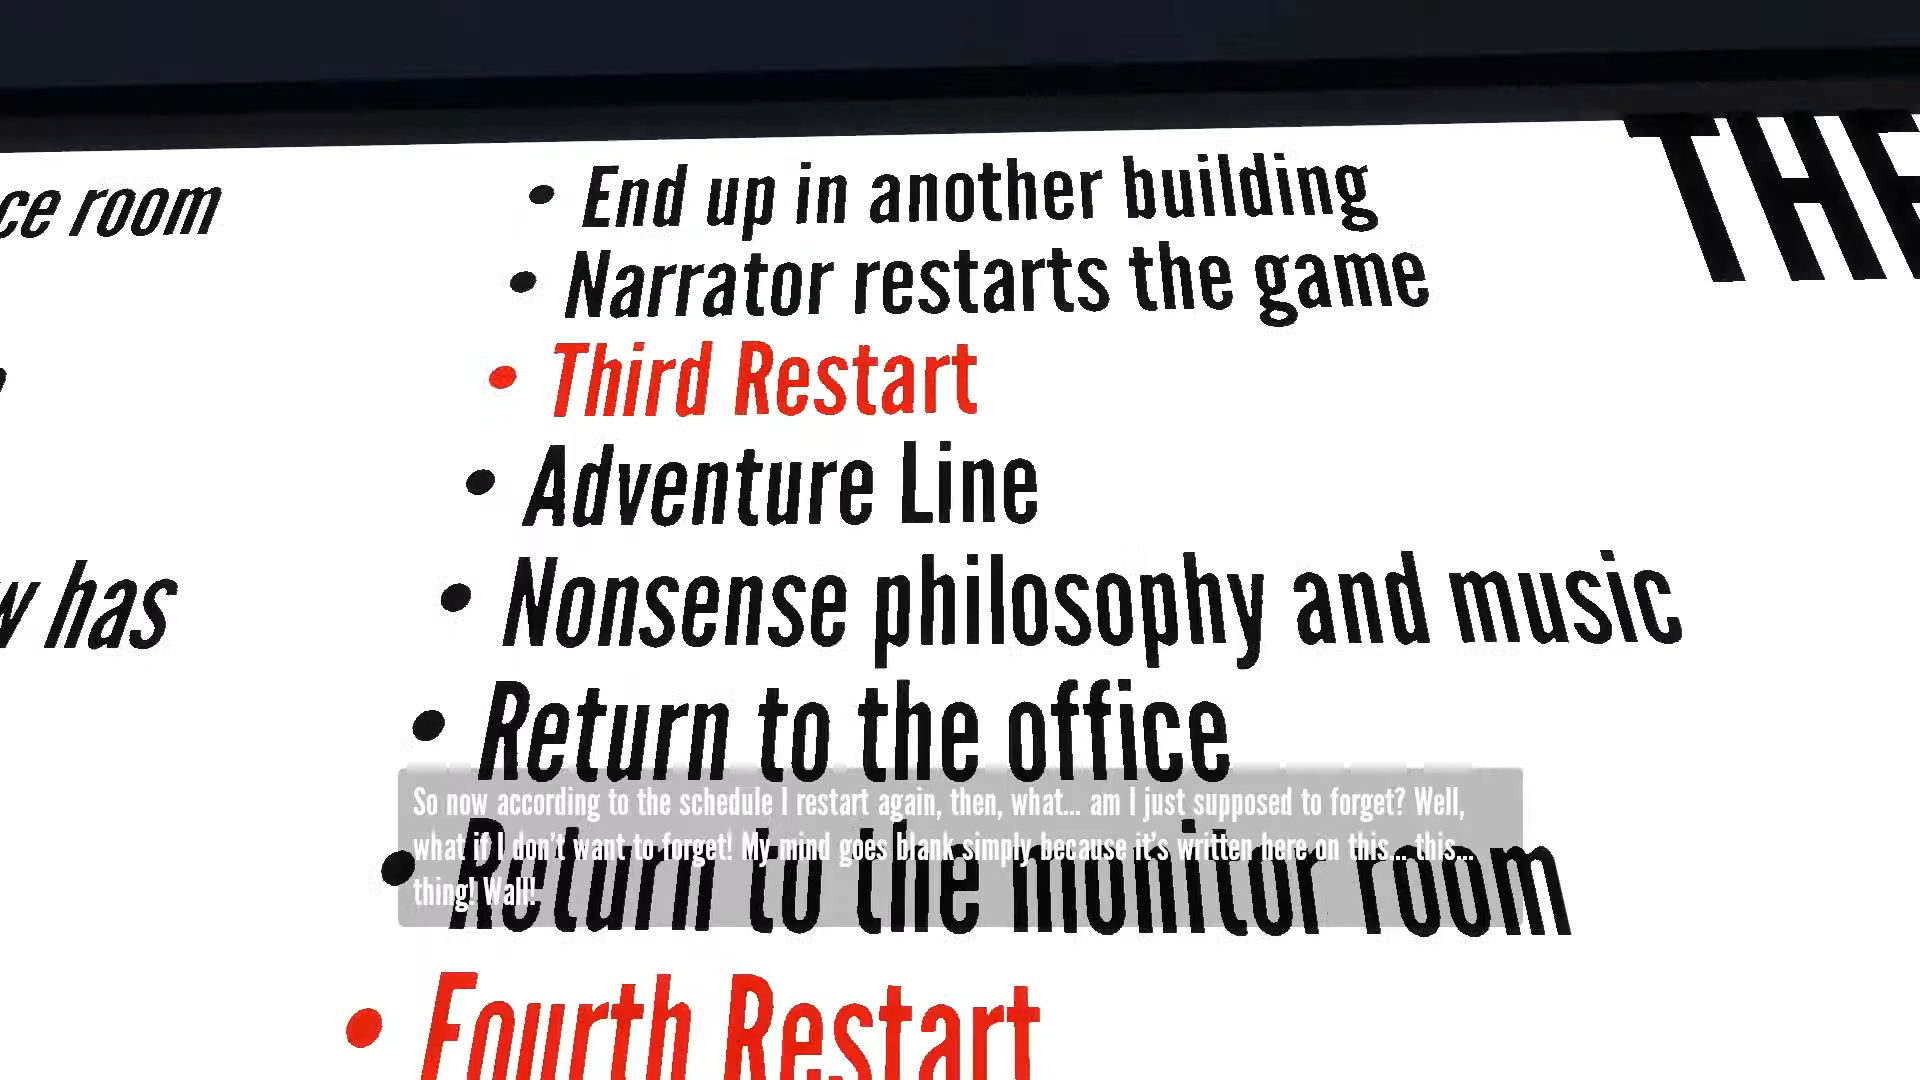 ce room
w has
• End up in another building
• Narrator restarts the game
• Third Restart
• Adventure Line
• Nonsense philosophy and music
• Return to the office
• Return to the monitor room
• Fourth Restart
THE
So now according to the schedule I restart again, then, what... am I just supposed to forget? Well,
what if I don't want to forget! My mind goes blank simply because it's written here on this... this...
thing! Wall!